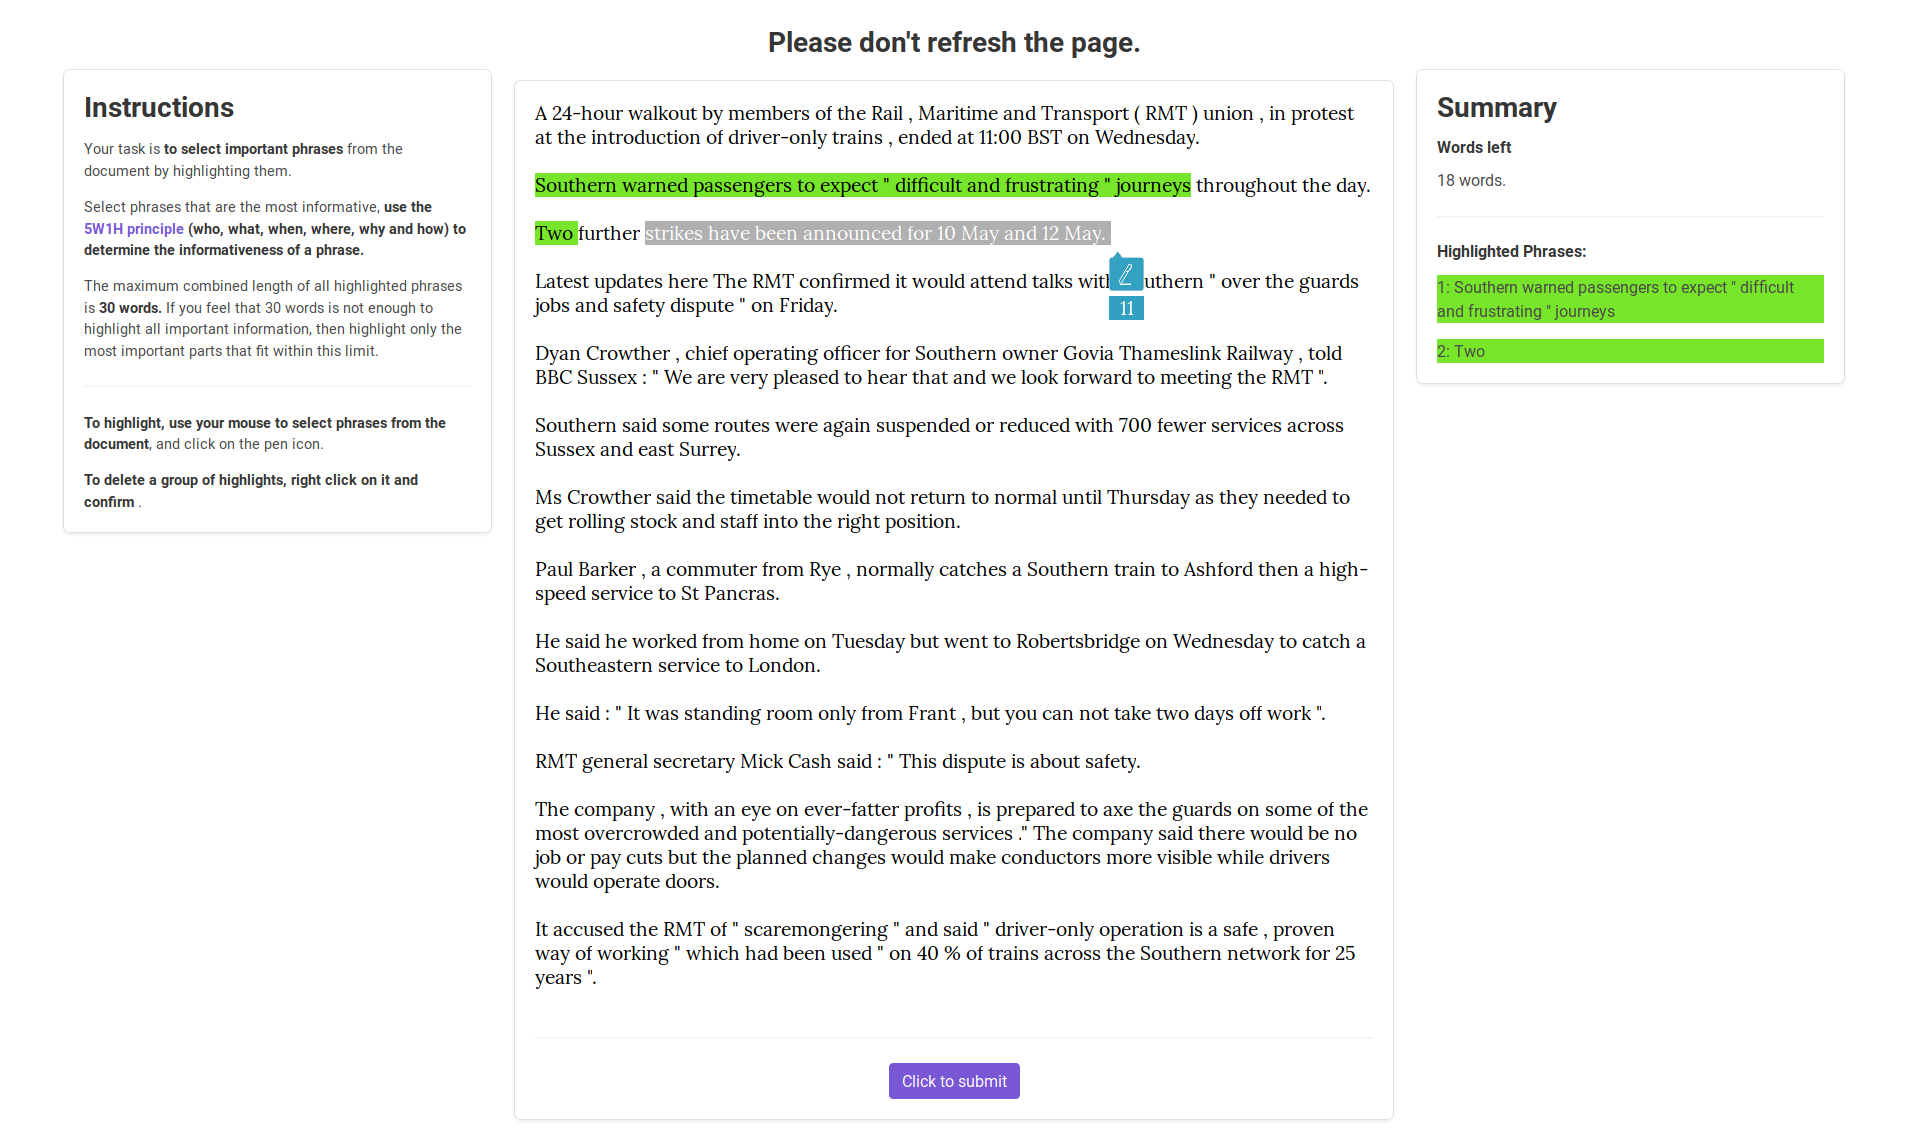 Please don't refresh the page.
Instructions
Your task is to select important phrases from the
document by highlighting them.
Select phrases that are the most informative, use the
5W1H principle (who, what, when, where, why and how) to
determine the informativeness of a phrase.
The maximum combined length of all highlighted phrases
is 30 words. If you feel that 30 words is not enough to
highlight all important information, then highlight only the
most important parts that fit within this limit.
To highlight, use your mouse to select phrases from the
document, and click on the pen icon.
To delete a group of highlights, right click on it and
confirm .
A 24-hour walkout by members of the Rail , Maritime and Transport ( RMT ) union , in protest
at the introduction of driver-only trains , ended at 11:00 BST on Wednesday.
Southern warned passengers to expect " difficult and frustrating " journeys throughout the day.
Two further strikes have been announced for 10 May and 12 May.
Latest updates here The RMT confirmed it would attend talks with uthern " over the guards
jobs and safety dispute " on Friday.
11
Dyan Crowther , chief operating officer for Southern owner Govia Thameslink Railway , told
BBC Sussex : " We are very pleased to hear that and we look forward to meeting the RMT ".
Southern said some routes were again suspended or reduced with 700 fewer services across
Sussex and east Surrey.
Ms Crowther said the timetable would not return to normal until Thursday as they needed to
get rolling stock and staff into the right position.
Paul Barker , a commuter from Rye , normally catches a Southern train to Ashford then a high-
speed service to St Pancras.
He said he worked from home on Tuesday but went to Robertsbridge on Wednesday to catch a
Southeastern service to London.
He said : " It was standing room only from Frant , but you can not take two days off work ".
RMT general secretary Mick Cash said : " This dispute is about safety.
The company , with an eye on ever-fatter profits , is prepared to axe the guards on some of the
most overcrowded and potentially-dangerous services ." The company said there would be no
job or pay cuts but the planned changes would make conductors more visible while drivers
would operate doors.
It accused the RMT of " scaremongering " and said " driver-only operation is a safe , proven
way of working " which had been used " on 40 % of trains across the Southern network for 25
years ".
Click to submit
Summary
Words left
18 words.
Highlighted Phrases:
1: Southern warned passengers to expect " difficult
and frustrating " journeys
2: Two